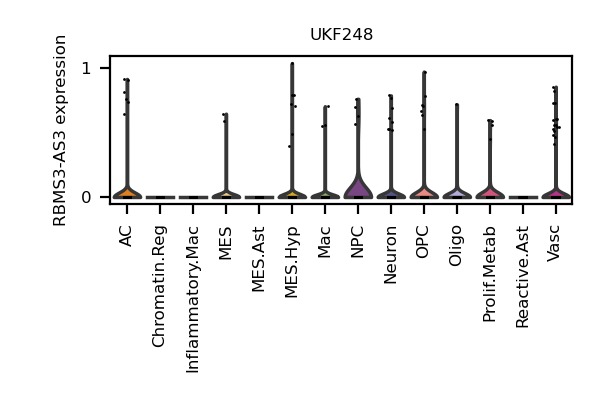 UKF248
RBMS3-AS3 expression
1
0
AC
Chromatin.Reg
Inflammatory.Mac
MES
MES.Ast
MES.Hyp
Mac
NPC
Neuron
OPC
Oligo
Prolif.Metab
Reactive.Ast
Vasc